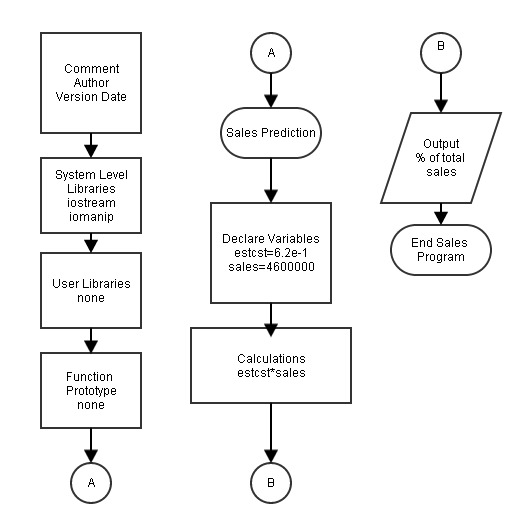 Comment
Author
Version Date
System Level
Libraries
iostream
iomanip
User Libraries
none
Function
Prototype
none
A
A
Sales Prediction
Declare Variables
estcst=6.2e-1
sales=4600000
Calculations
estcst*sales
B
B
Output
% of total
sales
End Sales
Program